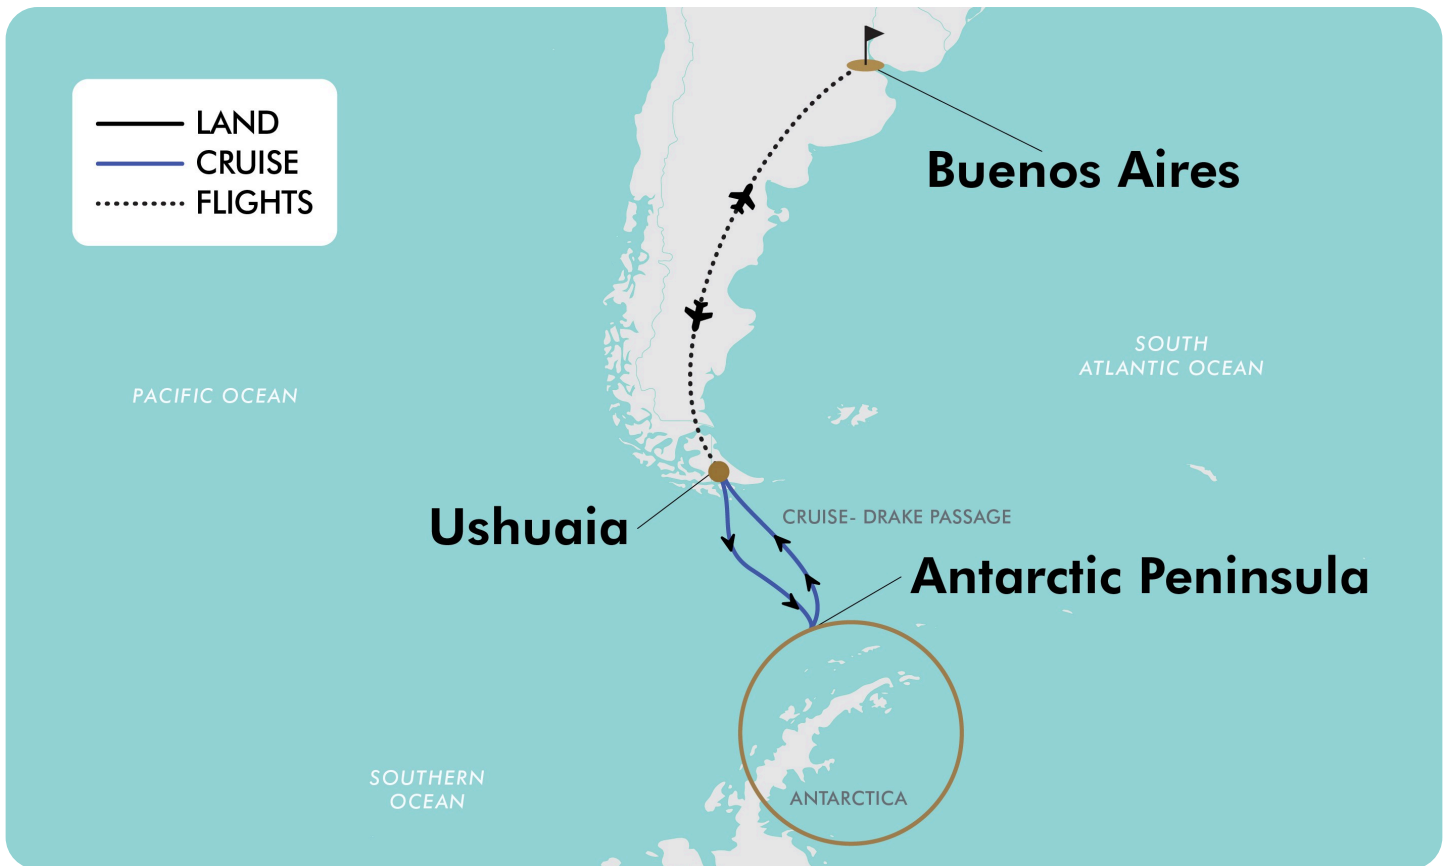 LAND
CRUISE
FLIGHTS
Buenos Aires
SOUTH
ATLANTIC OCEAN
PACIFIC OCEAN
Ushuaia
CRUISE- DRAKE PASSAGE
Antarctic Peninsula
SOUTHERN
OCEAN
ANTARCTICA